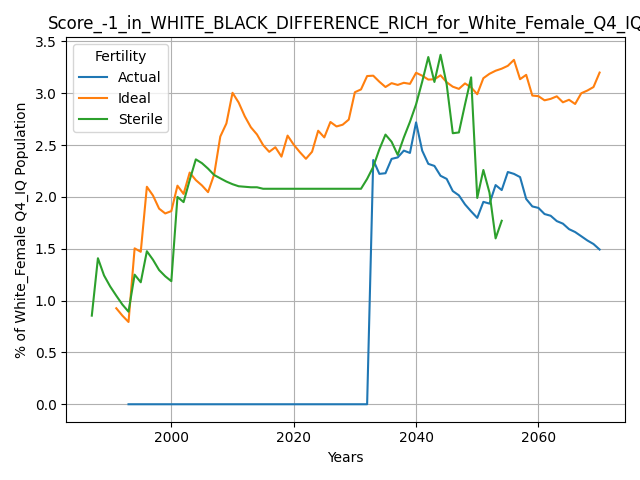 Score_-1_in_WHITE_BLACK_DIFFERENCE_RICH_for_White_Female_Q4_IQ
Fertility
Actual
Ideal
Sterile
% of White_Female Q4_IQ Population
3.5
3.0
2.5
2.0
1.5
1.0
0.5
0.0
2000 2020 2040 2060
Years